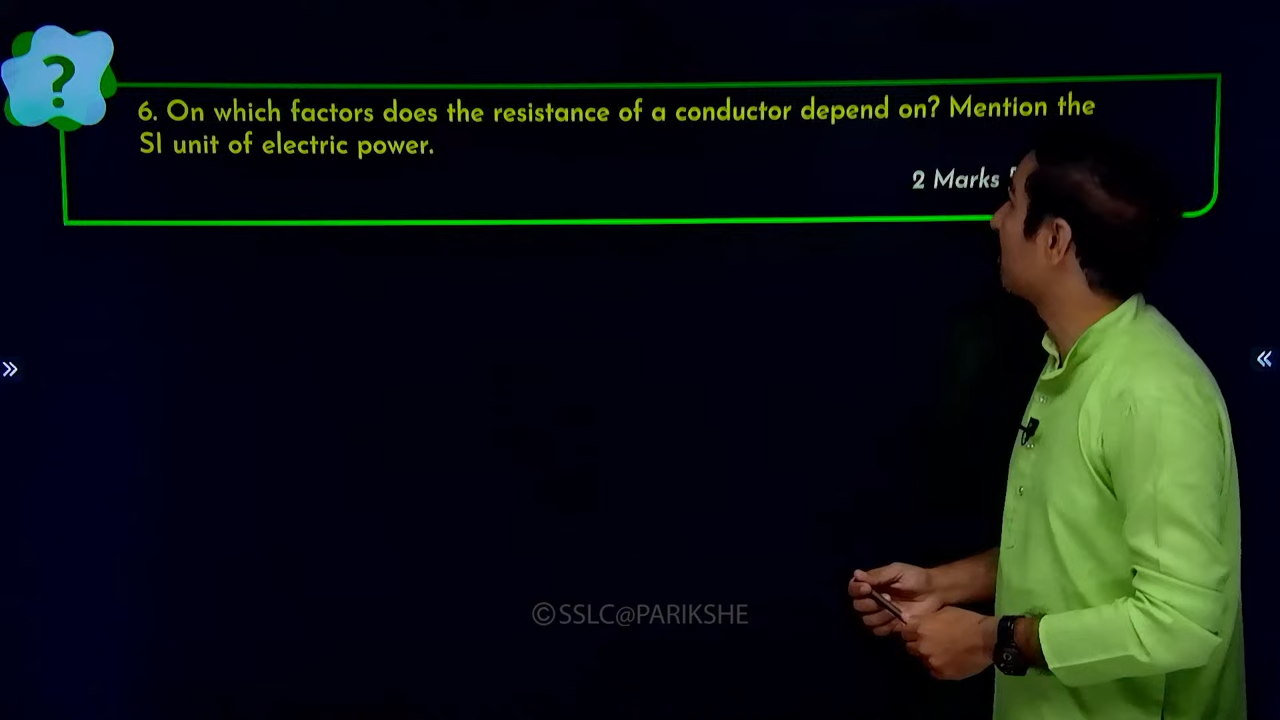 ?
6. On which factors does the resistance of a conductor depend on? Mention the
SI unit of electric power.
2 Marks
»
«
©SSLC@PARIKSHE